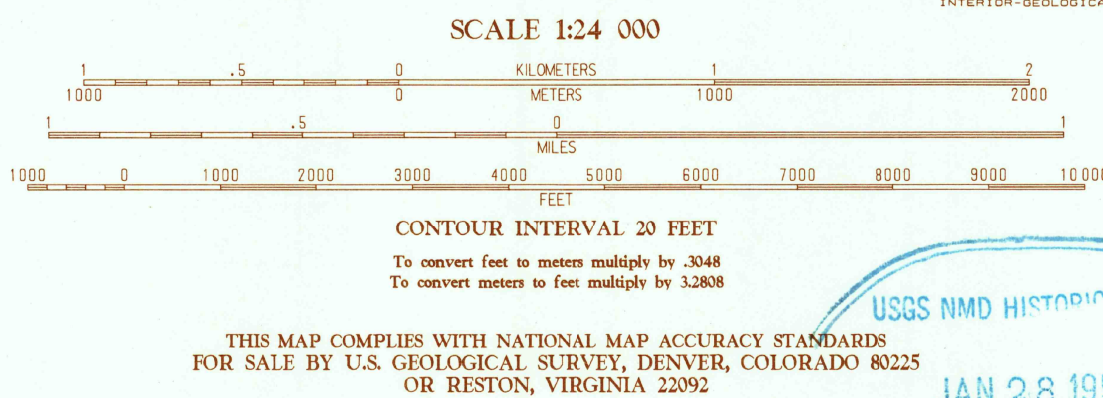 INTERIOR-GEOLOGICA
SCALE 1:24 000
1 .5 0 KILOMETERS 1 2
1000 0 METERS 1000 2000
1 .5 0 1
MILES
1000 0 1000 2000 3000 4000 5000 6000 7000 8000 9000 10 000
FEET
CONTOUR INTERVAL 20 FEET
To convert feet to meters multiply by .3048
To convert meters to feet multiply by 3.2808
USGS NMD HISTORIC
THIS MAP COMPLIES WITH NATIONAL MAP ACCURACY STANDARDS
FOR SALE BY U.S. GEOLOGICAL SURVEY, DENVER, COLORADO 80225
OR RESTON, VIRGINIA 22092
JAN 28